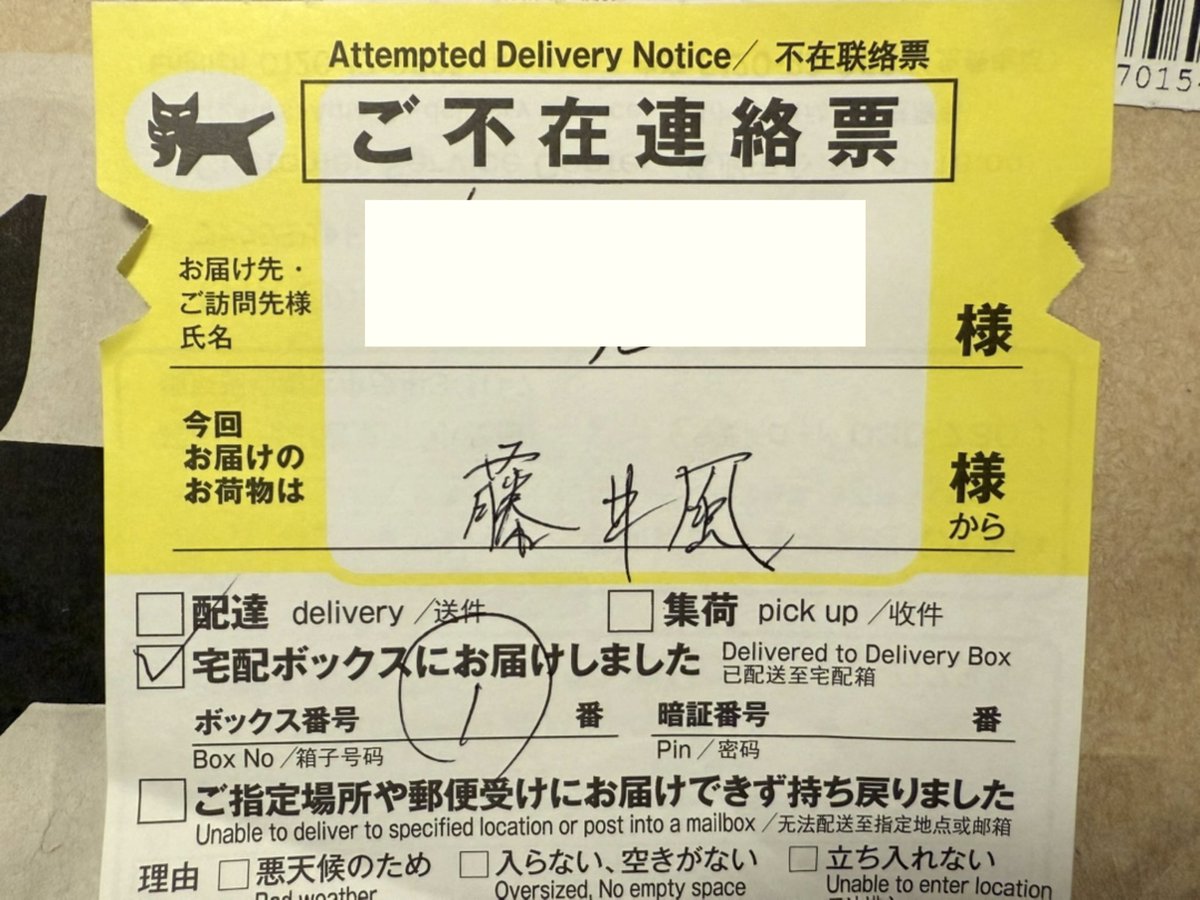 7015
Attempted Delivery Notice／ 不在联络票
ご不在連絡票
お届け先・
ご訪問先様
氏名
様
今回
お届けの
お荷物は
藤井風
様
から
配達 delivery ／送件
集荷 pick up ／收件
宅配ボックスにお届けしました Delivered to Delivery Box
已配送至宅配箱
ボックス番号 1 番
Box No ／箱子号码
暗証番号 番
Pin ／密码
ご指定場所や郵便受けにお届けできず持ち戻りました
Unable to deliver to specified location or post into a mailbox ／无法配送至指定地点或邮箱
理由 悪天候のため 入らない、空きがない 立ち入れない
Bad weather Oversized, No empty space Unable to enter location